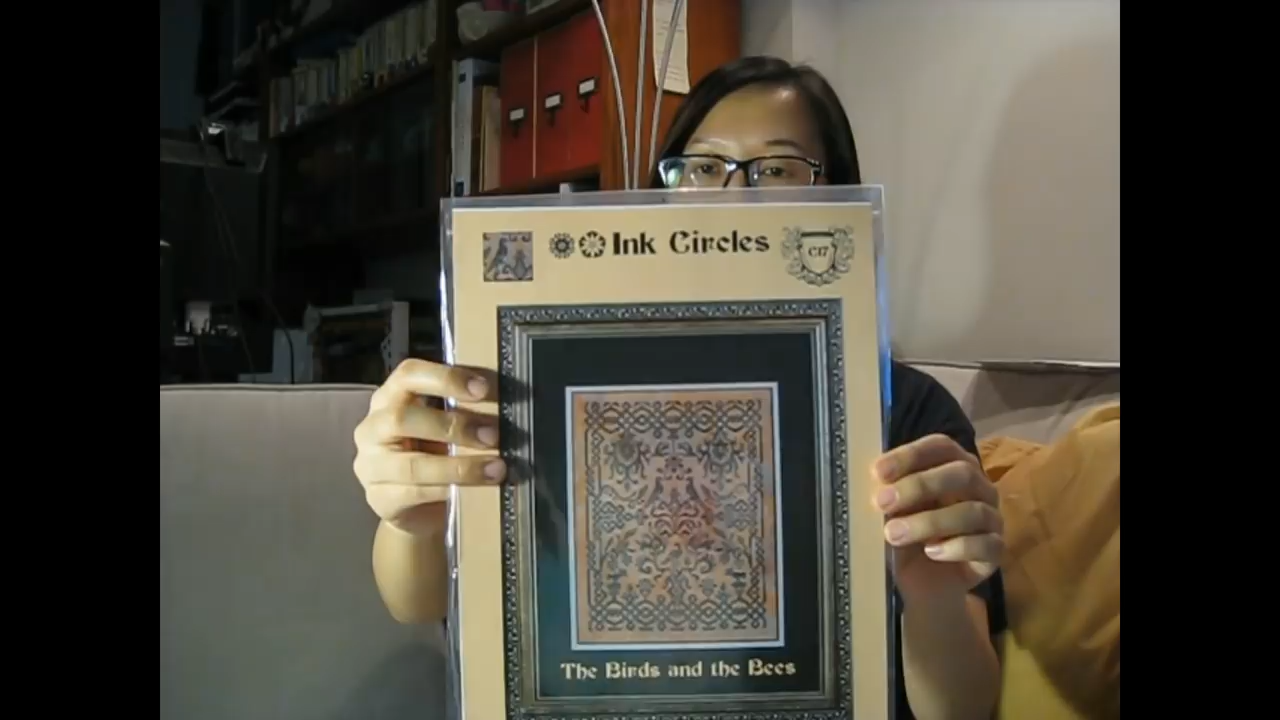 Ink Circles
C17
The Birds and the Bees